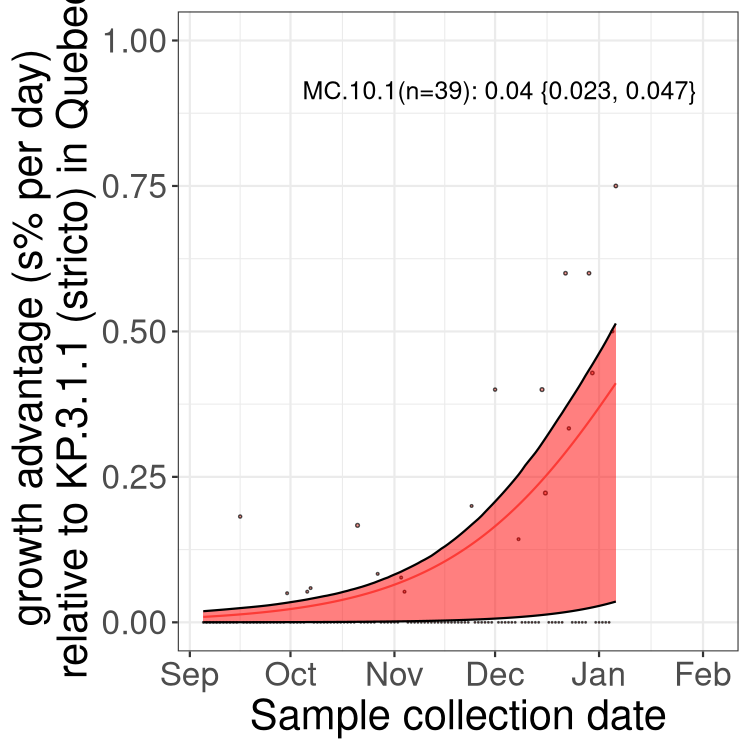 growth advantage (s% per day)
relative to KP.3.1.1 (stricto) in Quebec
1.00
0.75
0.50
0.25
0.00
MC.10.1(n=39): 0.04 {0.023, 0.047}
Sep Oct Nov Dec Jan Feb
Sample collection date